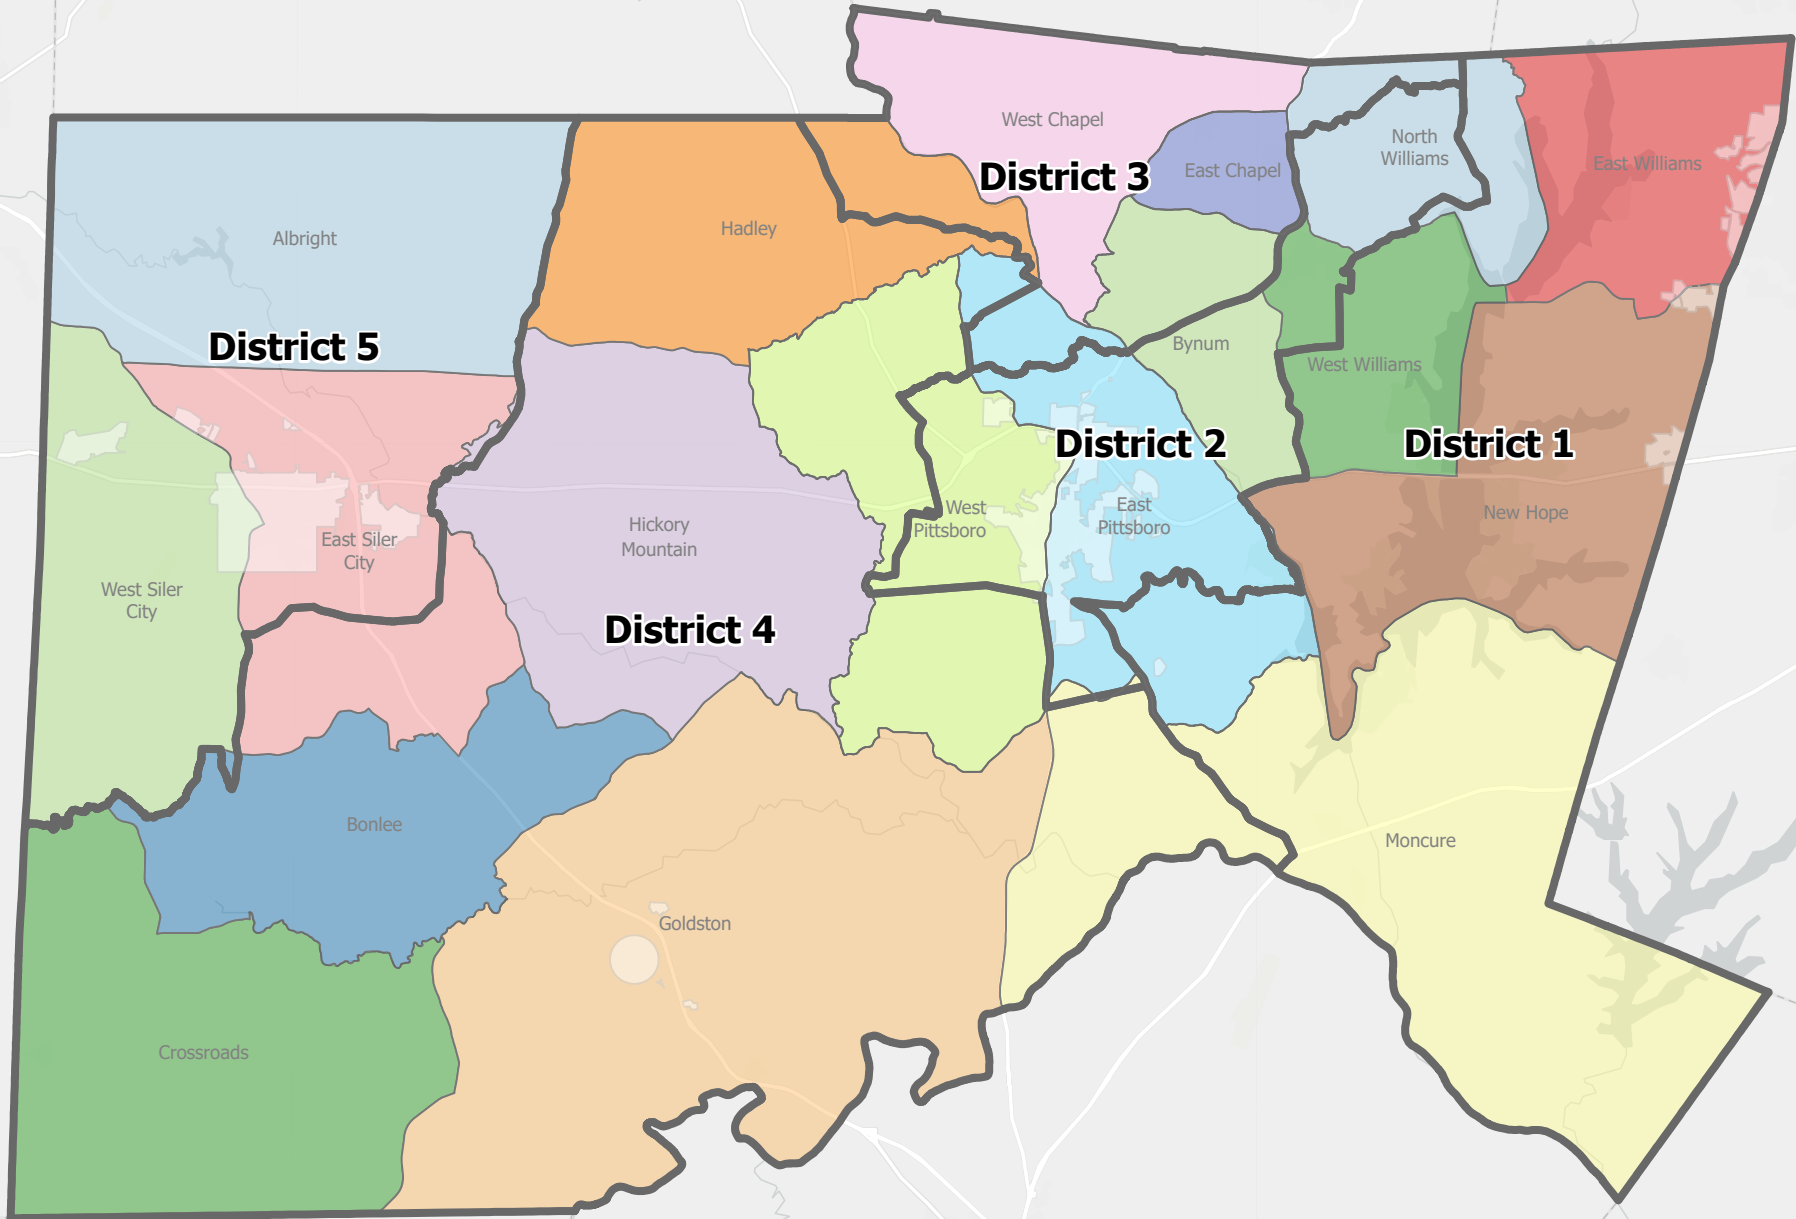 West Chapel
North
Williams
East Williams
East Chapel
District 3
Hadley
Albright
Bynum
District 5
West Williams
District 2
District 1
New Hope
West
Pittsboro
East
Pittsboro
Hickory
Mountain
East Siler
City
West Siler
City
District 4
Bonlee
Moncure
Goldston
Crossroads